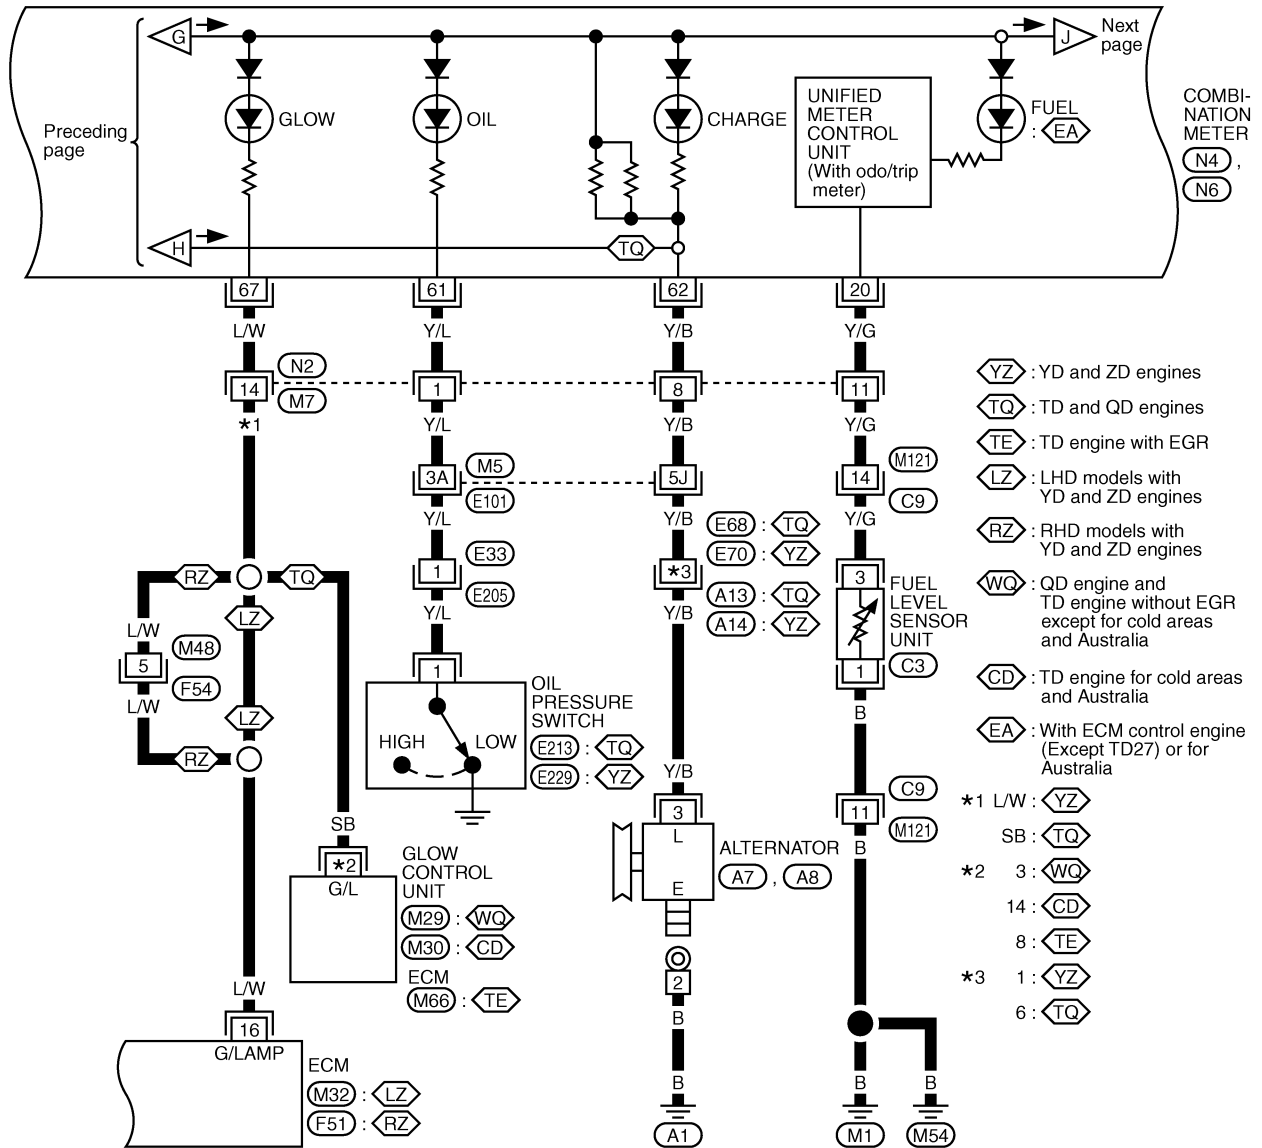 G
Next
page
J
GLOW
OIL
CHARGE
UNIFIED
METER
CONTROL
UNIT
(With odo/trip
meter)
FUEL
: EA
COMBI-
NATION
METER
N4 ,
N6
Preceding
page
H
TQ
67
61
62
20
L/W
Y/L
Y/B
Y/G
N2
14
1
8
11
M7
*1
Y/L
Y/B
Y/G
3A
M5
5J
14
M121
E101
C9
Y/L
Y/B
Y/G
E33
1
E205
E68 : TQ
E70 : YZ
*3
A13 : TQ
A14 : YZ
Y/L
Y/B
3
FUEL
LEVEL
SENSOR
UNIT
1
C3
B
RZ
TQ
LZ
L/W
M48
5
F54
L/W
LZ
RZ
1
OIL
PRESSURE
SWITCH
HIGH
LOW
E213 : TQ
E229 : YZ
Y/B
3
L
E
ALTERNATOR
A7 , A8
2
B
B
A1
C9
11
M121
B
B
B
M1
M54
SB
*2
G/L
GLOW
CONTROL
UNIT
M29 : WQ
M30 : CD
ECM
M66 : TE
L/W
16
G/LAMP
ECM
M32 : LZ
F51 : RZ
YZ : YD and ZD engines
TQ : TD and QD engines
TE : TD engine with EGR
LZ : LHD models with
YD and ZD engines
RZ : RHD models with
YD and ZD engines
WQ : QD engine and
TD engine without EGR
except for cold areas
and Australia
CD : TD engine for cold areas
and Australia
EA : With ECM control engine
(Except TD27) or for
Australia
*1 L/W : YZ
SB : TQ
*2 3 : WQ
14 : CD
8 : TE
*3 1 : YZ
6 : TQ